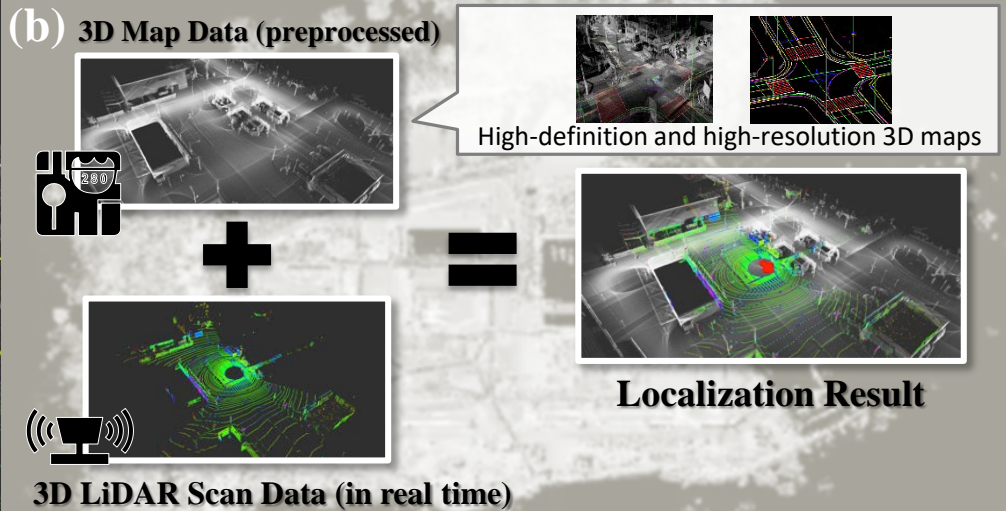 (b) 3D Map Data (preprocessed)
High-definition and high-resolution 3D maps
280
Localization Result
3D LiDAR Scan Data (in real time)